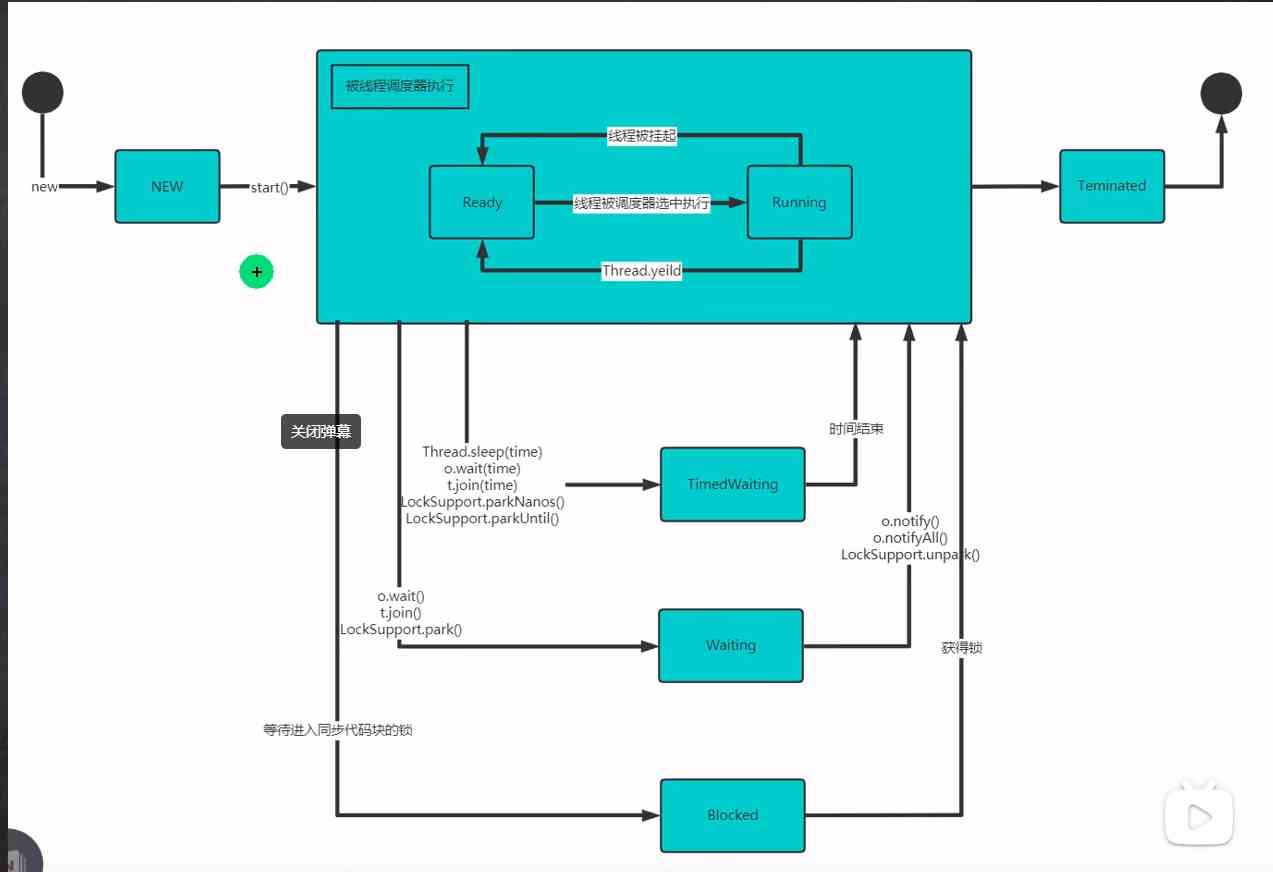 被线程调度器执行
线程被挂起
new
NEW
start()
Ready
线程被调度器选中执行
Running
Teminated
Thread.yeild
关闭弹幕
Thread.sleep(time)
o.wait(time)
t.join(time)
LockSupport.parkNanos()
LockSupport.parkUntil()
TimedWaiting
时间结束
o.notify()
o.notifyAll()
LockSupport.unpark()
o.wait()
t.join()
LockSupport.park()
Waiting
获得锁
等待进入同步代码块的锁
Blocked